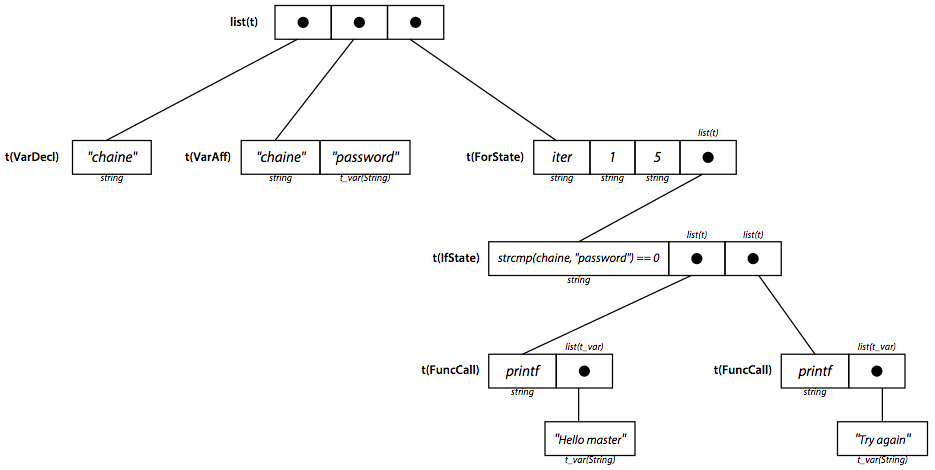 list(t)
list(t)
t(VarDecl) "chaine" t(VarAff) "chaine" "password" t(ForState) iter 1 5
string string t_var(String) string string string
list(t) list(t)
t(IfState) strcmp(chaine, "password") == 0
string
list(t_var) list(t_var)
t(FuncCall) printf t(FuncCall) printf
string string
"Hello master" "Try again"
t_var(String) t_var(String)